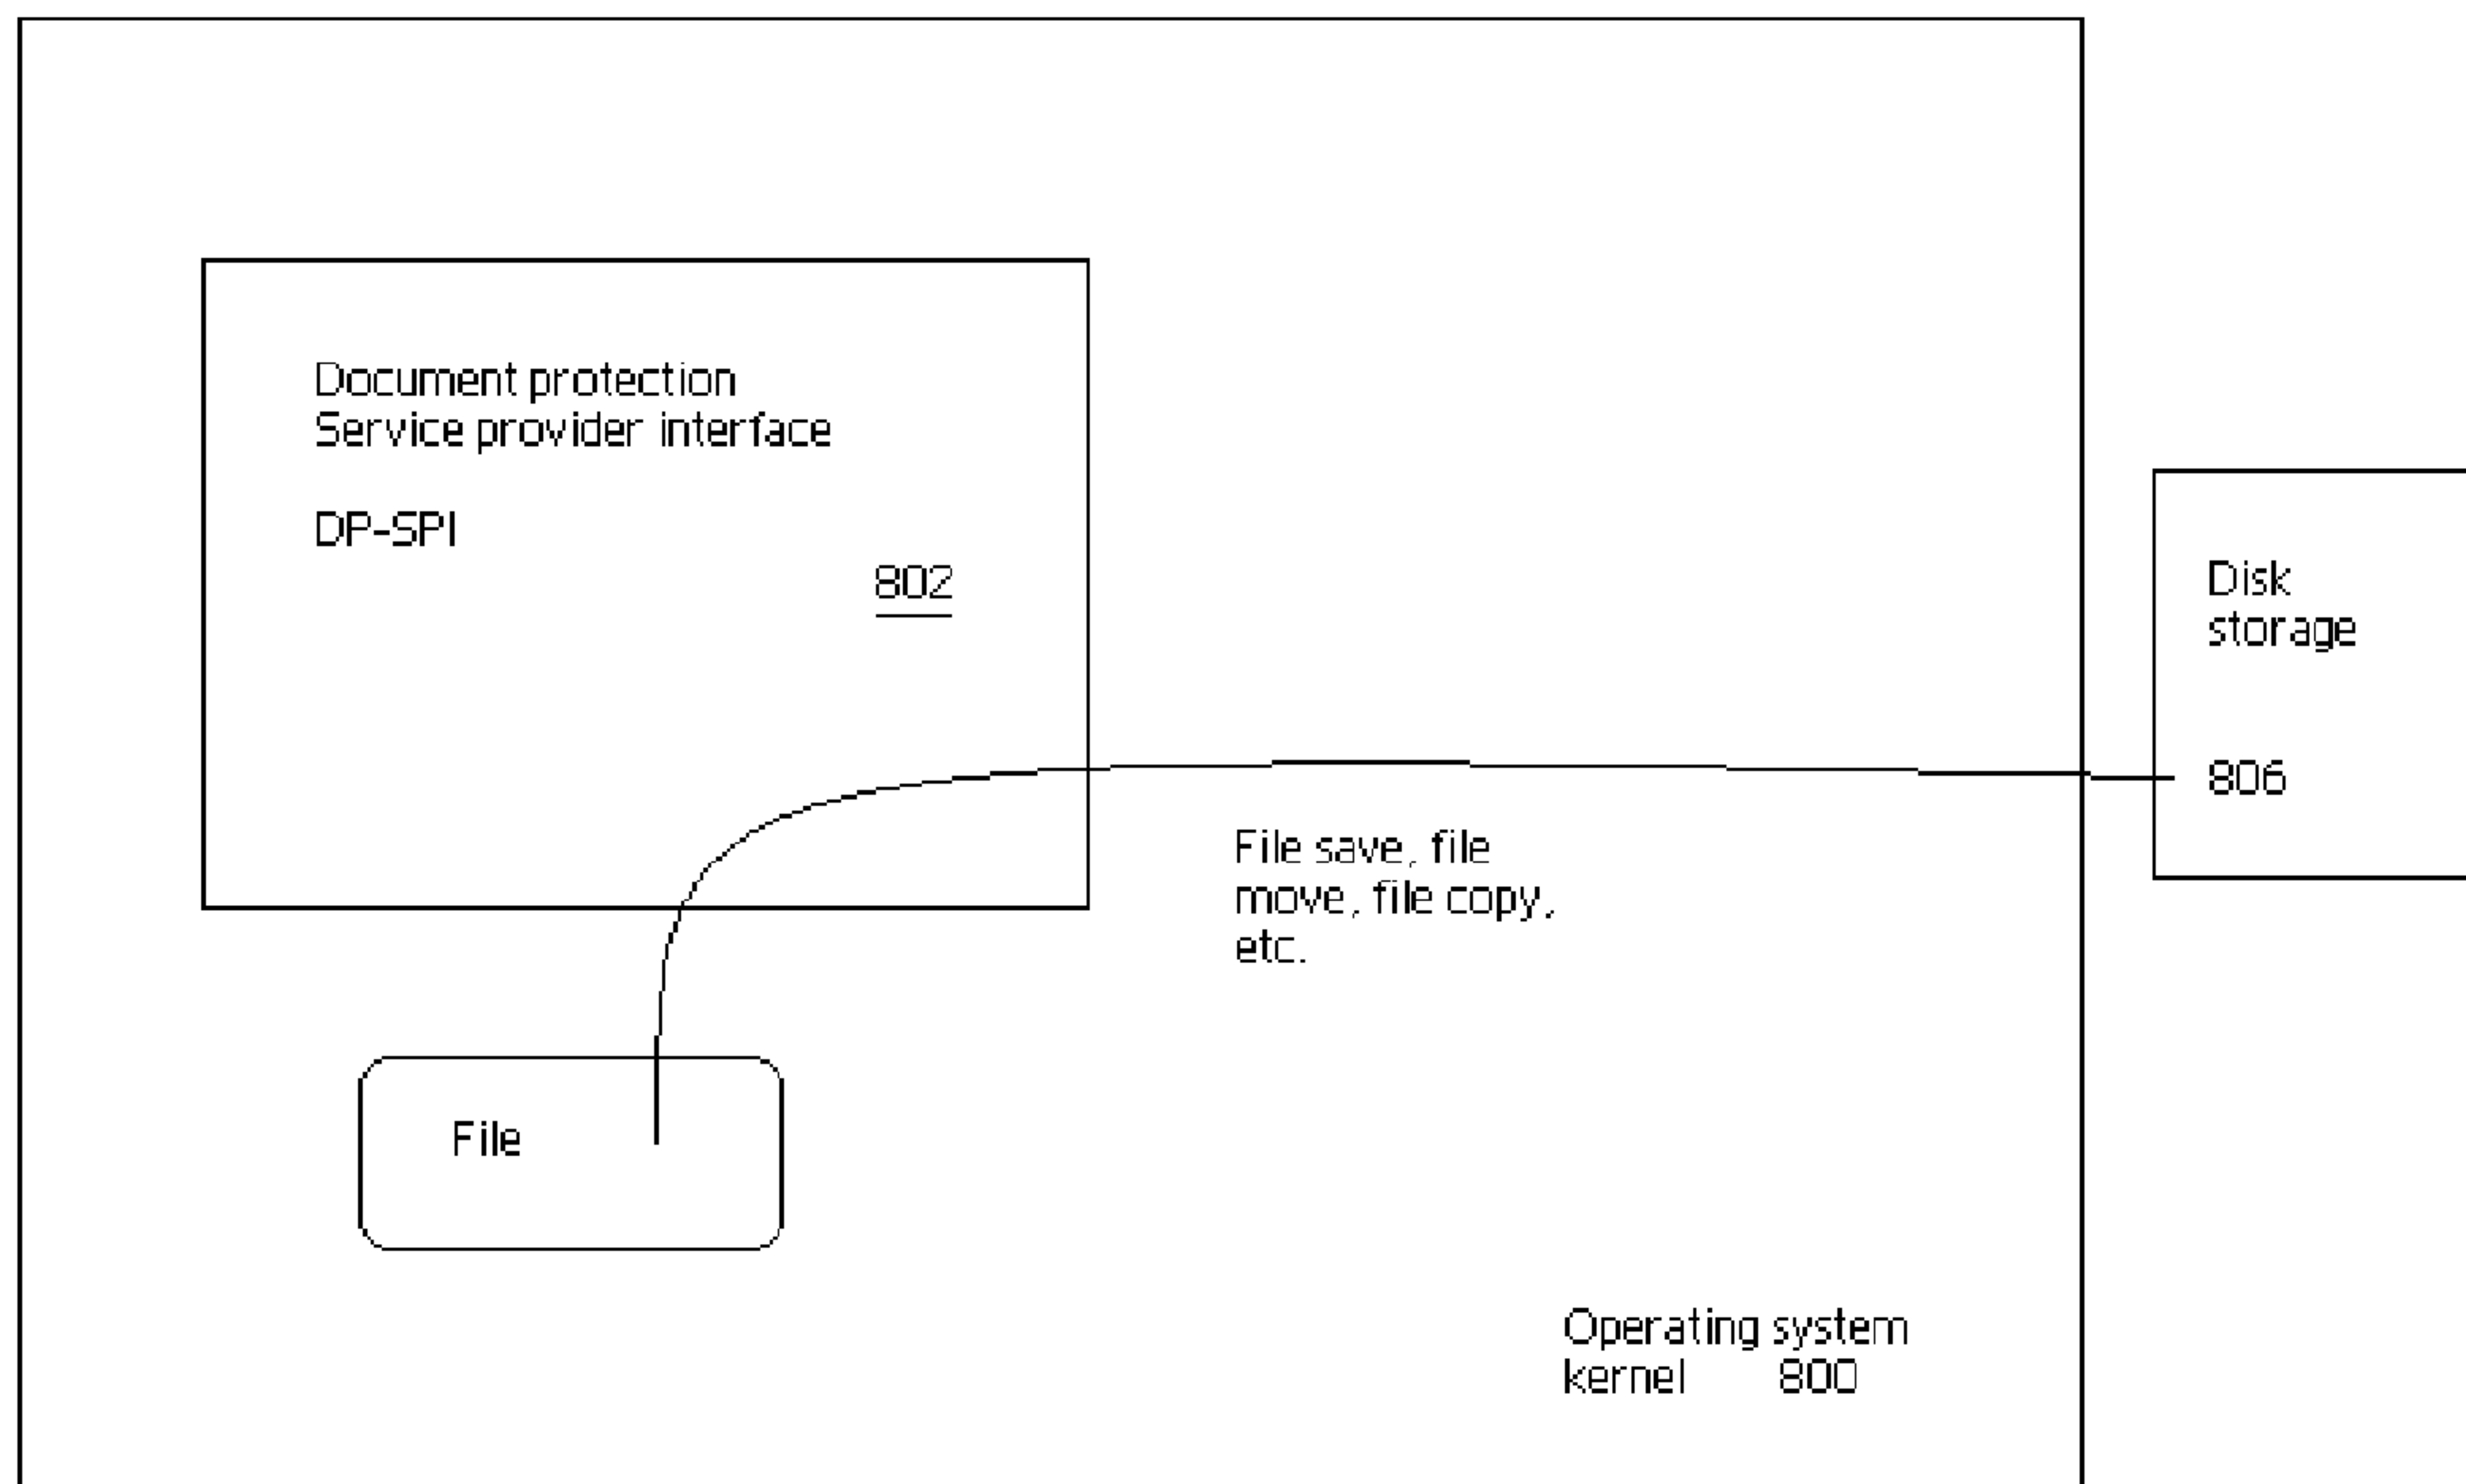 Document protection
Service provider interface
DP-SPI
802
Disk
storage
806
File save, file
move, file copy,
etc.
File
Operating system
kernel 800